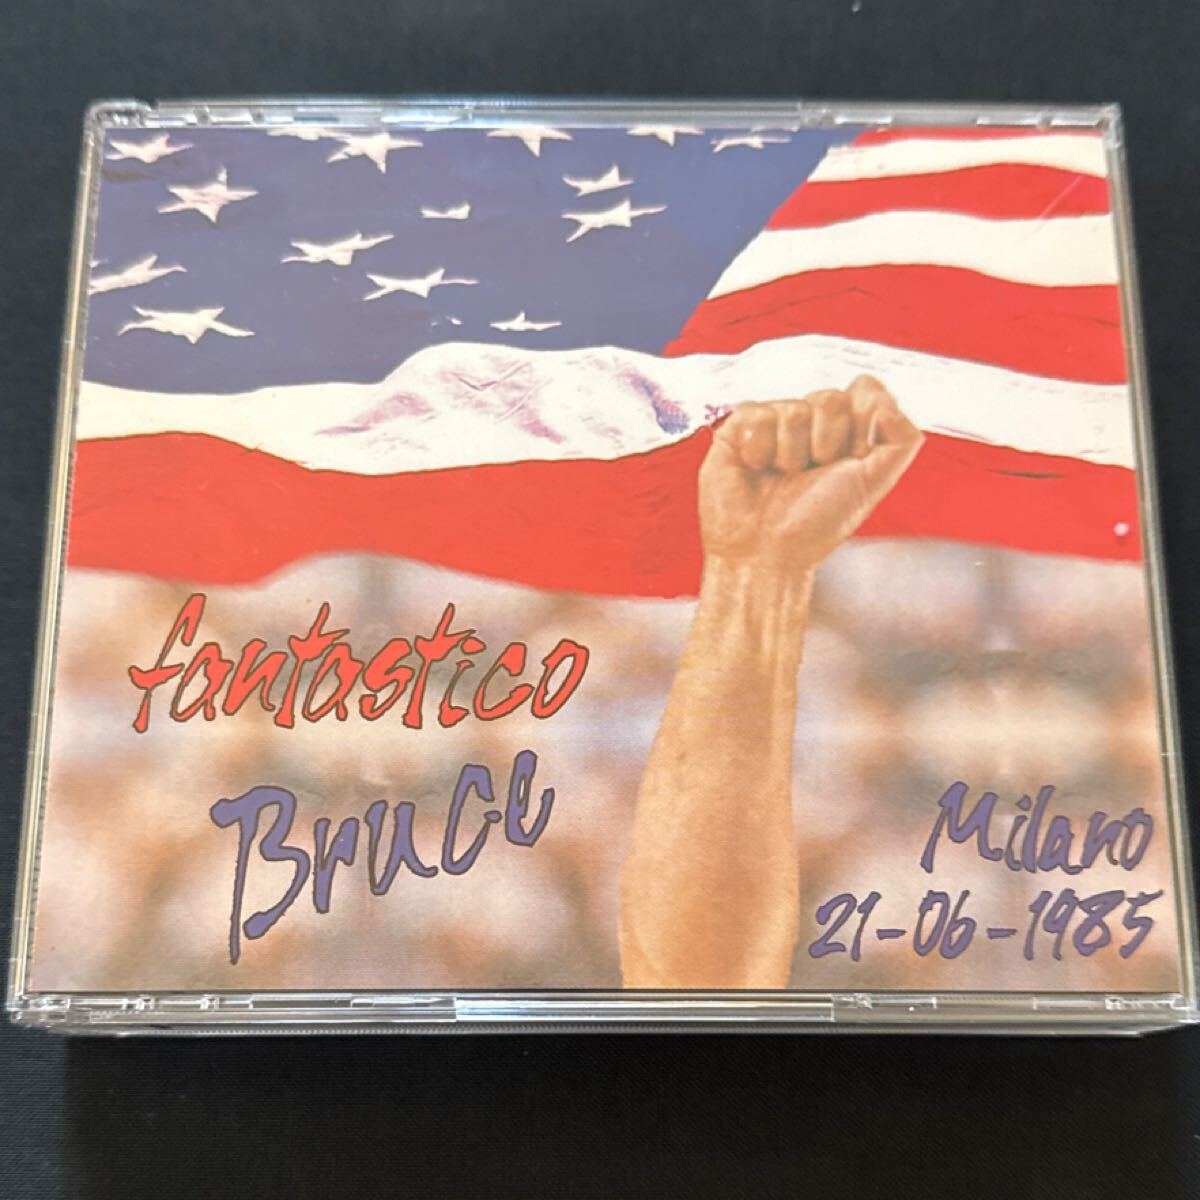 fantastico
Bruce
Milano
21-06-1985